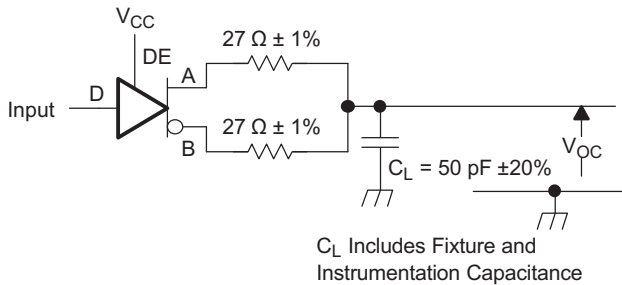 V_CC
DE
27 Ω ± 1%
A
D
Input
27 Ω ± 1%
B
C_L = 50 pF ±20%
V_OC
C_L Includes Fixture and
Instrumentation Capacitance